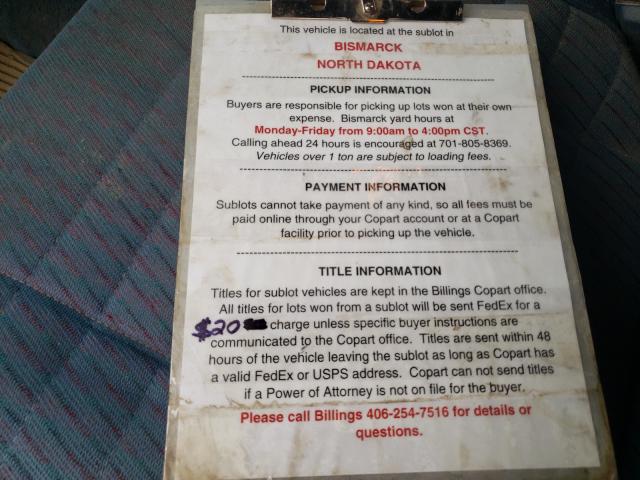 This vehicle is located at the sublot in
BISMARCK
NORTH DAKOTA
PICKUP INFORMATION
Buyers are responsible for picking up lots won at their own
expense. Bismarck yard hours at
Monday-Friday from 9:00am to 4:00pm CST.
Calling ahead 24 hours is encouraged at 701-805-8369.
Vehicles over 1 ton are subject to loading fees.
PAYMENT INFORMATION
Sublots cannot take payment of any kind, so all fees must be
paid online through your Copart account or at a Copart
facility prior to picking up the vehicle.
TITLE INFORMATION
Titles for sublot vehicles are kept in the Billings Copart office.
All titles for lots won from a sublot will be sent FedEx for a
$20 charge unless specific buyer instructions are
communicated to the Copart office. Titles are sent within 48
hours of the vehicle leaving the sublot as long as Copart has
a valid FedEx or USPS address. Copart can not send titles
if a Power of Attorney is not on file for the buyer.
Please call Billings 406-254-7516 for details or
questions.